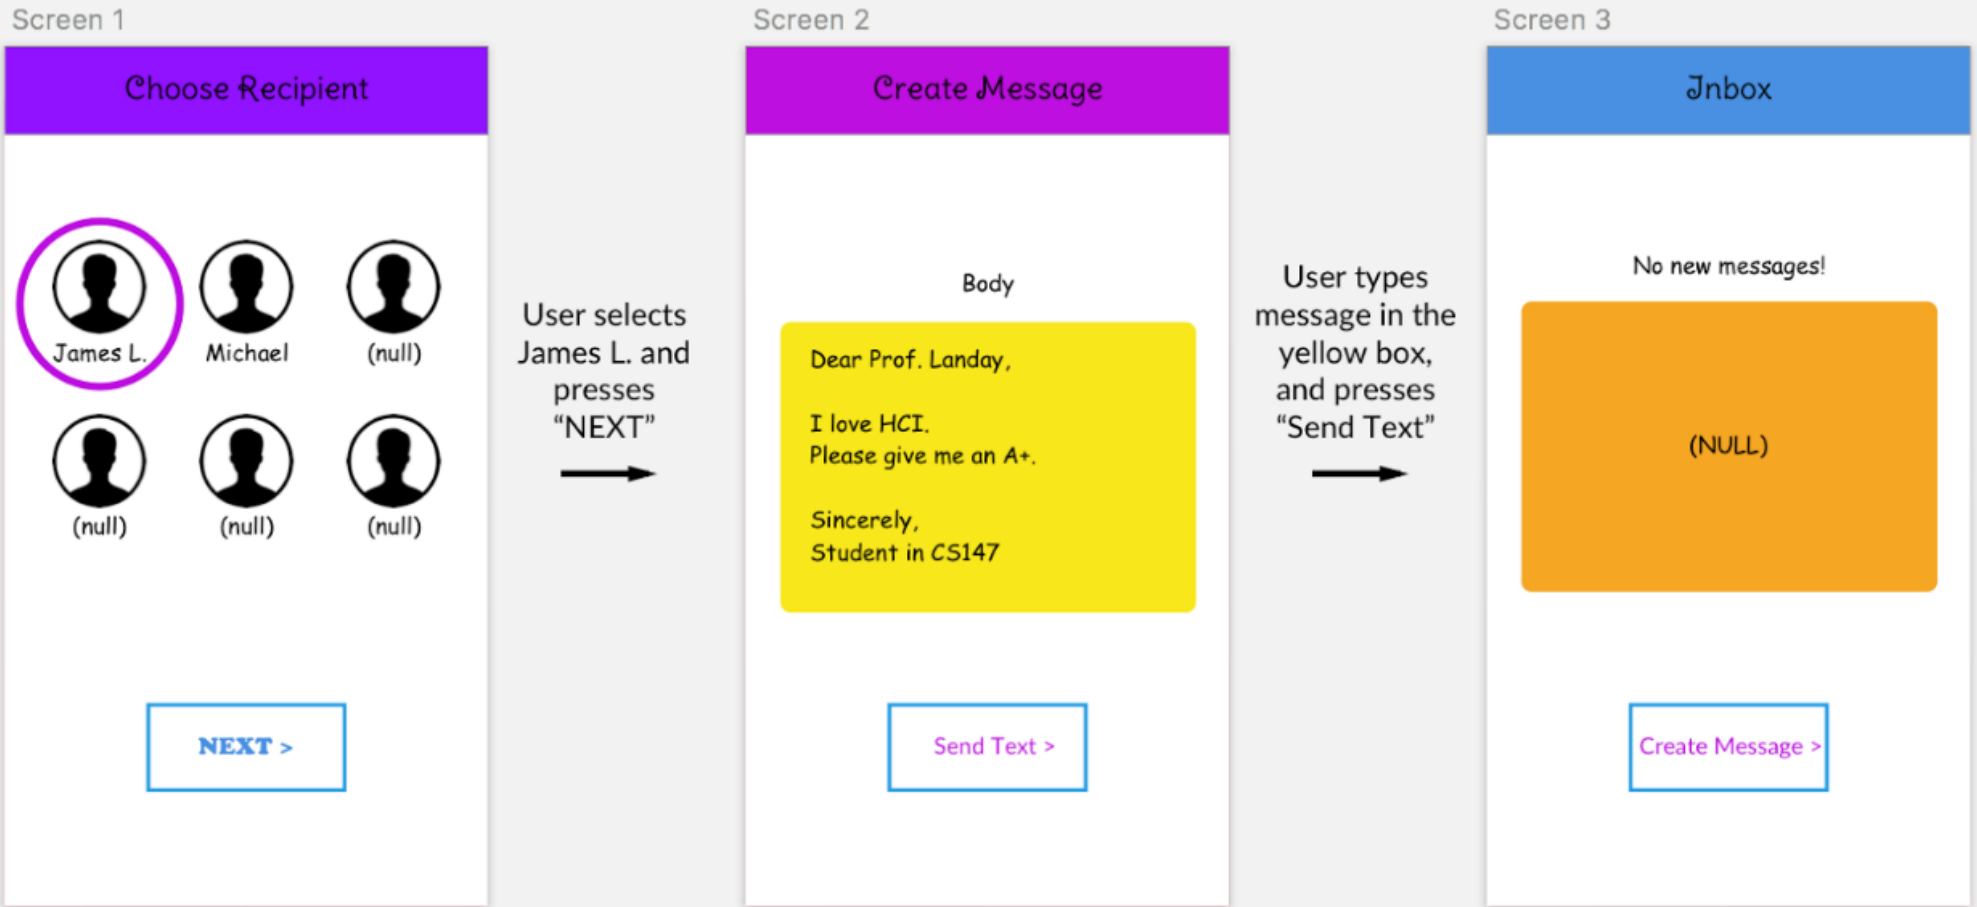 Screen 1
Choose Recipient
James L.
Michael
(null)
(null)
(null)
(null)
NEXT >
User selects
James L. and
presses
“NEXT”
Screen 2
Create Message
Body
Dear Prof. Landay,
I love HCI.
Please give me an A+.
Sincerely,
Student in CS147
Send Text >
User types
message in the
yellow box,
and presses
“Send Text”
Screen 3
Inbox
No new messages!
(NULL)
Create Message >